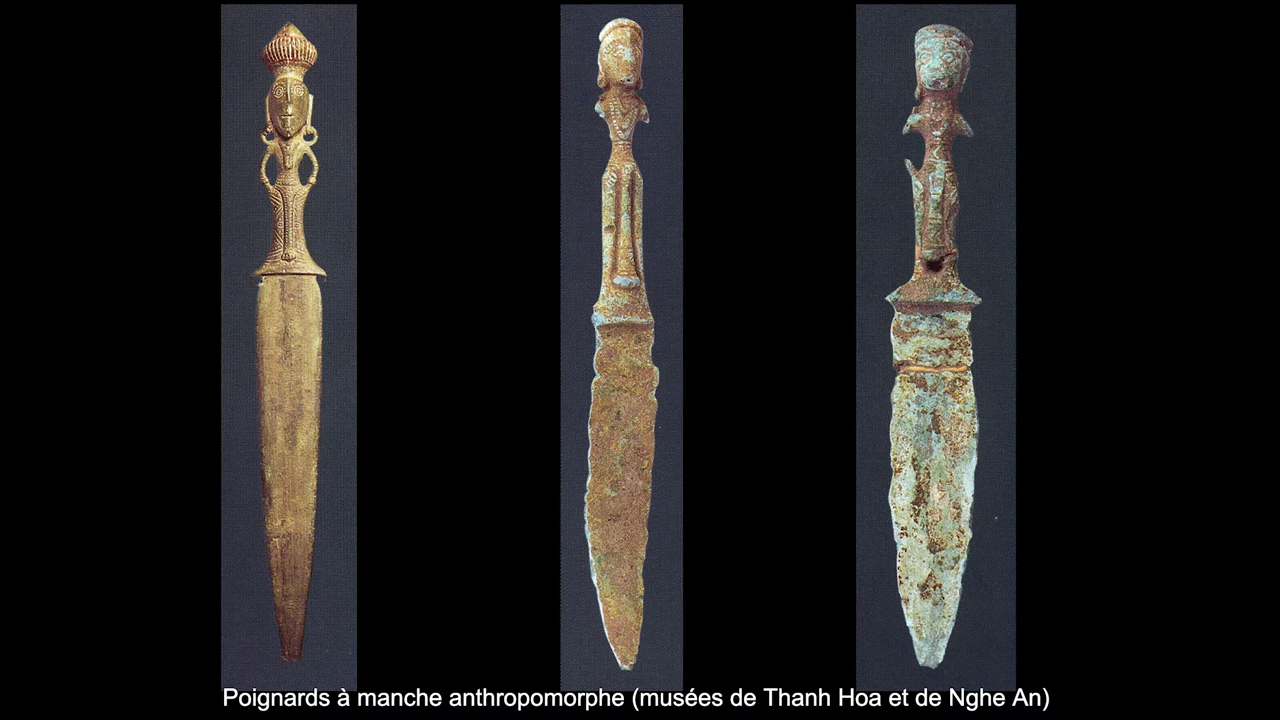 Poignards à manche anthropomorphe (musées de Thanh Hoa et de Nghe An)